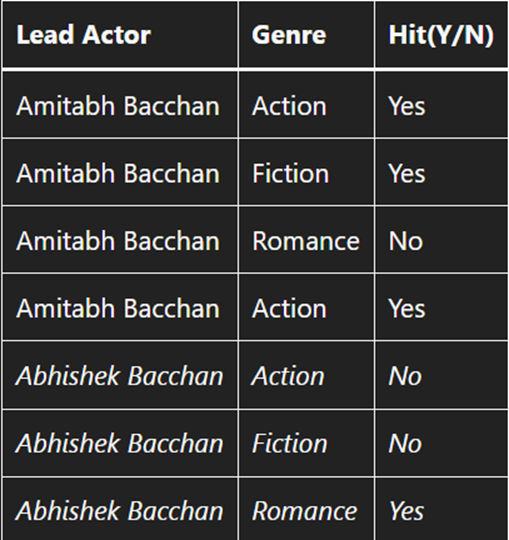 Lead Actor Genre Hit(Y/N)
Amitabh Bacchan Action Yes
Amitabh Bacchan Fiction Yes
Amitabh Bacchan Romance No
Amitabh Bacchan Action Yes
Abhishek Bacchan Action No
Abhishek Bacchan Fiction No
Abhishek Bacchan Romance Yes